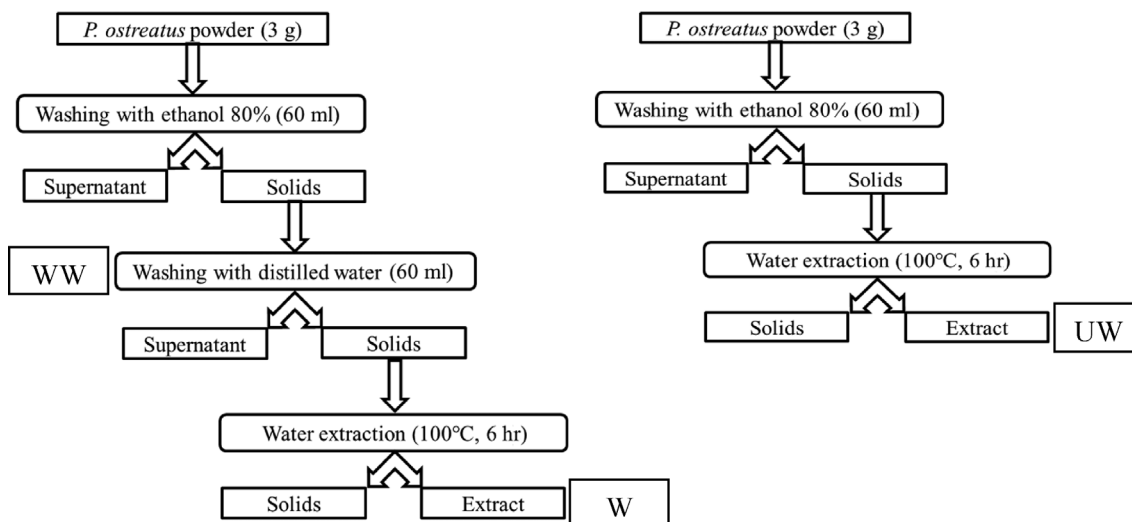 P. ostreatus powder (3 g)
Washing with ethanol 80% (60 ml)
Supernatant
Solids
WW
Washing with distilled water (60 ml)
Supernatant
Solids
Water extraction (100℃, 6 hr)
Solids
Extract
W
P. ostreatus powder (3 g)
Washing with ethanol 80% (60 ml)
Supernatant
Solids
Water extraction (100℃, 6 hr)
Solids
Extract
UW